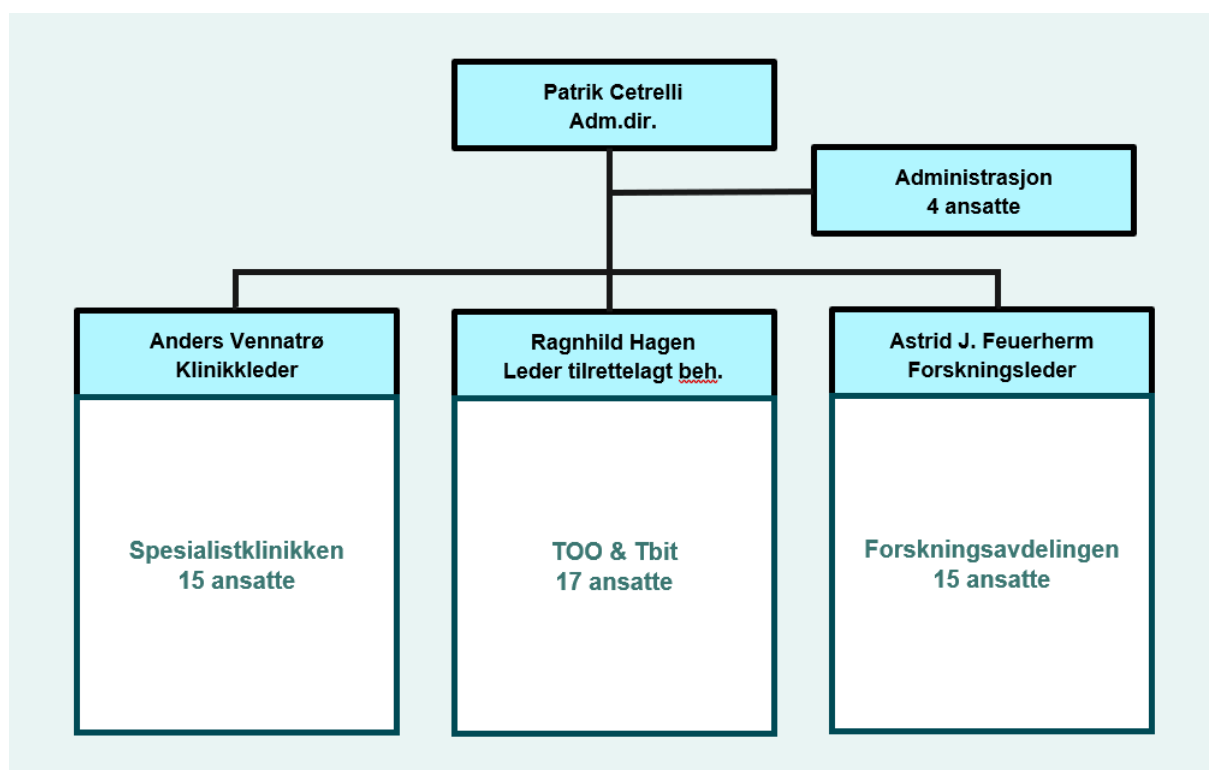 Patrik Cetrelli
Adm.dir.
Administrasjon
4 ansatte
Anders Vennatrø
Klinikkleder
Ragnhild Hagen
Leder tilrettelagt beh.
Astrid J. Feuerherm
Forskningsleder
Spesialistklinikken
15 ansatte
TOO & Tbit
17 ansatte
Forskningsavdelingen
15 ansatte